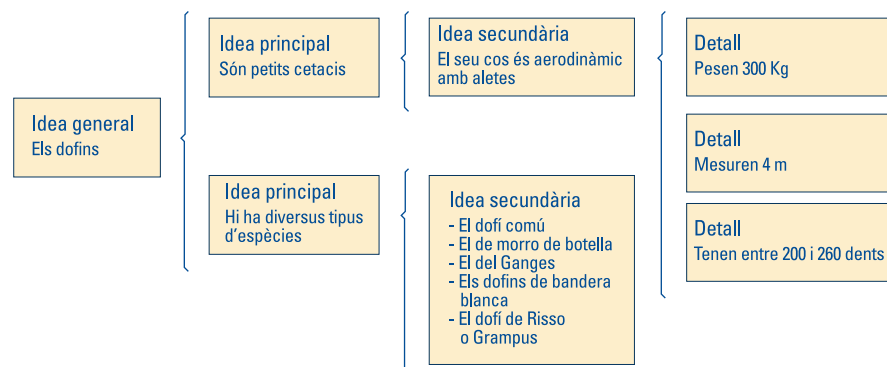 Idea general
Els dofins
Idea principal
Són petits cetacis
Idea secundària
El seu cos és aerodinàmic
amb aletes
Detall
Pesen 300 Kg
Detall
Mesuren 4 m
Detall
Tenen entre 200 i 260 dents
Idea principal
Hi ha diversus tipus
d'espècies
Idea secundària
- El dofí comú
- El de morro de botella
- El del Ganges
- Els dofins de bandera
blanca
- El dofí de Risso
o Grampus